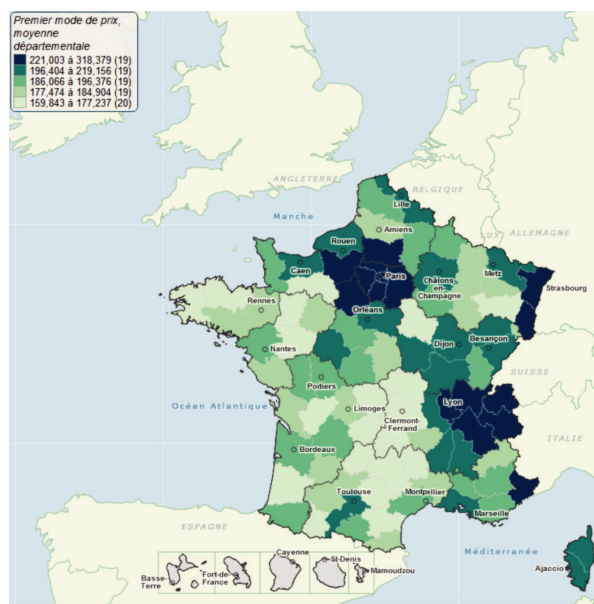 Premier mode de prix,
moyenne
départementale
221,003 à 318,379 (19)
196,404 à 219,156 (19)
186,066 à 196,376 (19)
177,474 à 184,904 (19)
159,843 à 177,237 (20)
ANGLETERRE
BELGIQUE
Lille
Manche
Amiens
LUX
ALLEMAGNE
Rouen
Caen
Paris
Châlons-
en-
Champagne
Metz
Strasbourg
Rennes
Orléans
Nantes
Dijon
Besançon
Poitiers
SUISSE
Océan Atlantique
Limoges
Clermont-
Ferrand
Lyon
ITALIE
Bordeaux
Toulouse
Montpellier
Marseille
ESPAGNE
Méditerranée
Ajaccio
Basse-
Terre
Fort-de-
France
Cayenne
St-Denis
Mamoudzou